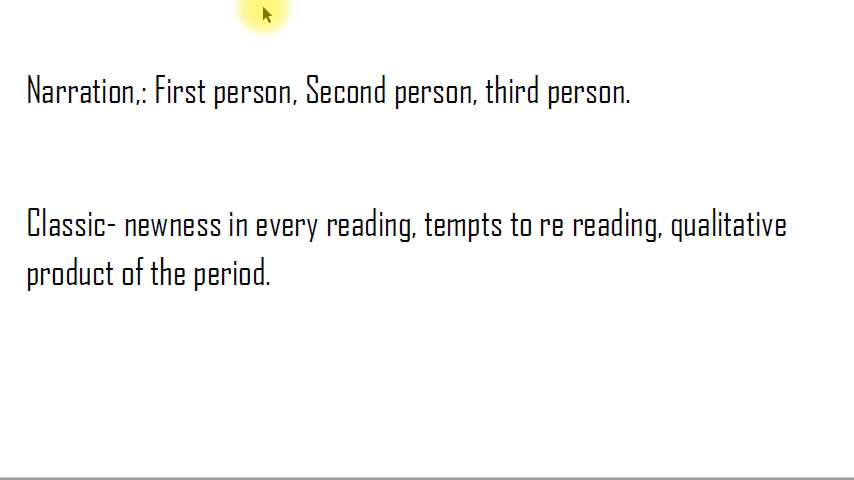 Narration,: First person, Second person, third person.
Classic- newness in every reading, tempts to re reading, qualitative
product of the period.